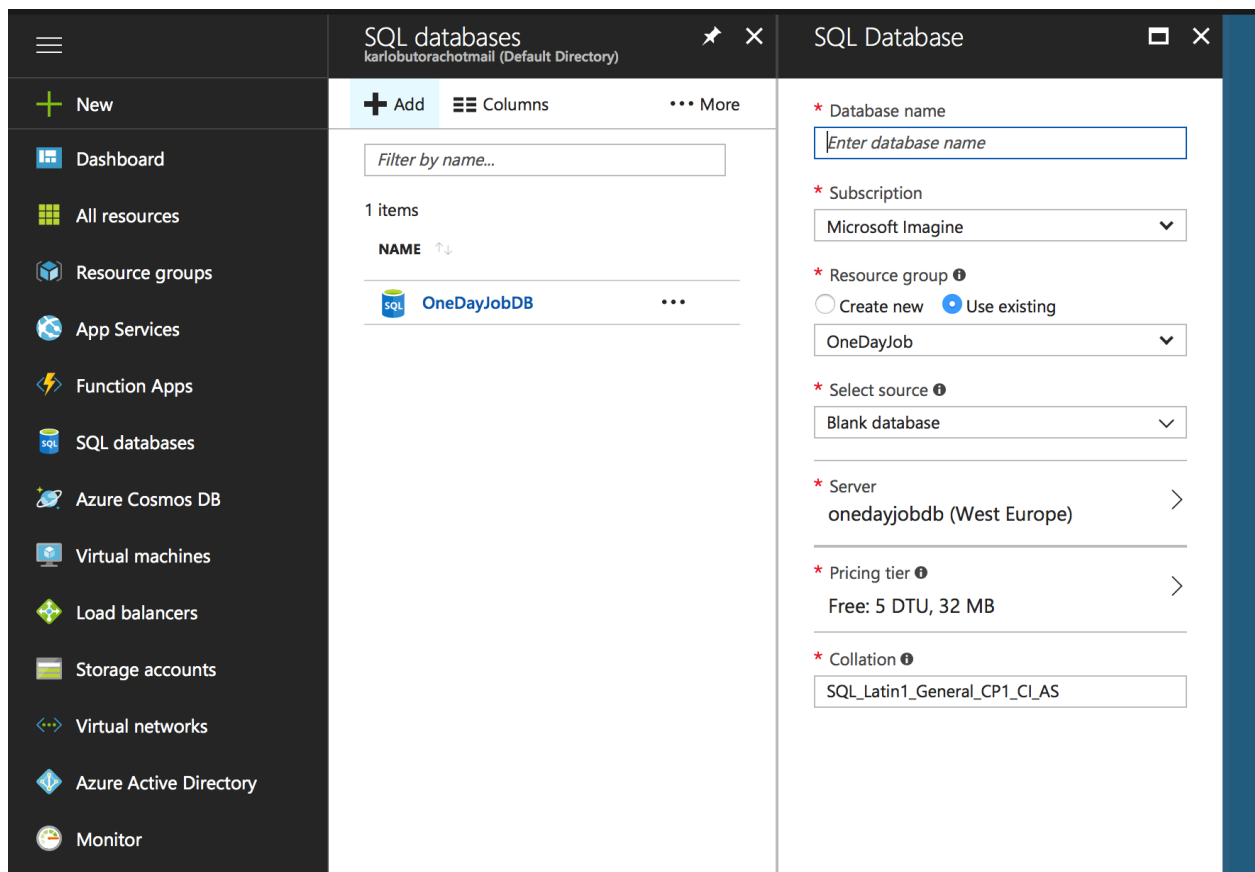 New
Dashboard
All resources
Resource groups
App Services
Function Apps
SQL
SQL databases
Azure Cosmos DB
Virtual machines
Load balancers
Storage accounts
Virtual networks
Azure Active Directory
Monitor
SQL databases
karlobutorachotmail (Default Directory)
Add Columns ••• More
Filter by name...
1 items
NAME ↑↓
SQL OneDayJobDB •••
SQL Database
* Database name
Enter database name
* Subscription
Microsoft Imagine
* Resource group
Create new Use existing
OneDayJob
* Select source
Blank database
* Server
onedayjobdb (West Europe)
* Pricing tier
Free: 5 DTU, 32 MB
* Collation
SQL_Latin1_General_CP1_CI_AS